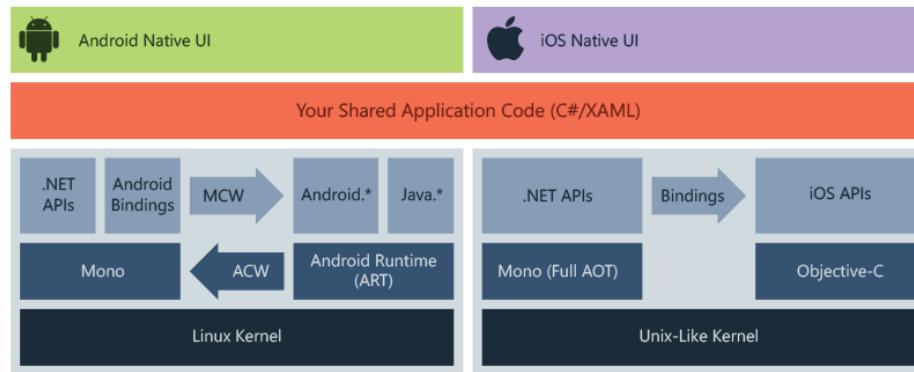 Android Native UI
iOS Native UI
Your Shared Application Code (C#/XAML)
.NET
APIs
Android
Bindings
MCW
Android.*
Java.*
Mono
ACW
Android Runtime
(ART)
Linux Kernel
.NET APIs
Bindings
iOS APIs
Mono (Full AOT)
Objective-C
Unix-Like Kernel